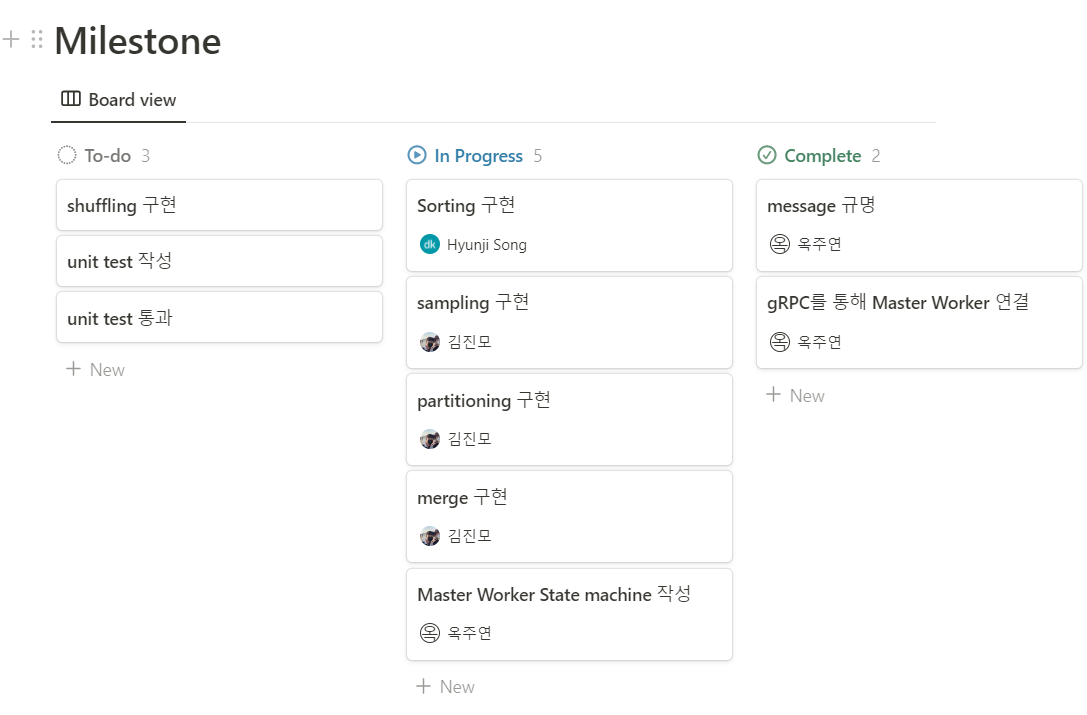 Milestone
Board view
To-do 3
shuffling 구현
unit test 작성
unit test 통과
New
In Progress 5
Sorting 구현
dk Hyunji Song
sampling 구현
김진모
partitioning 구현
김진모
merge 구현
김진모
Master Worker State machine 작성
옥 옥주연
New
Complete 2
message 규명
옥 옥주연
gRPC를 통해 Master Worker 연결
옥 옥주연
New